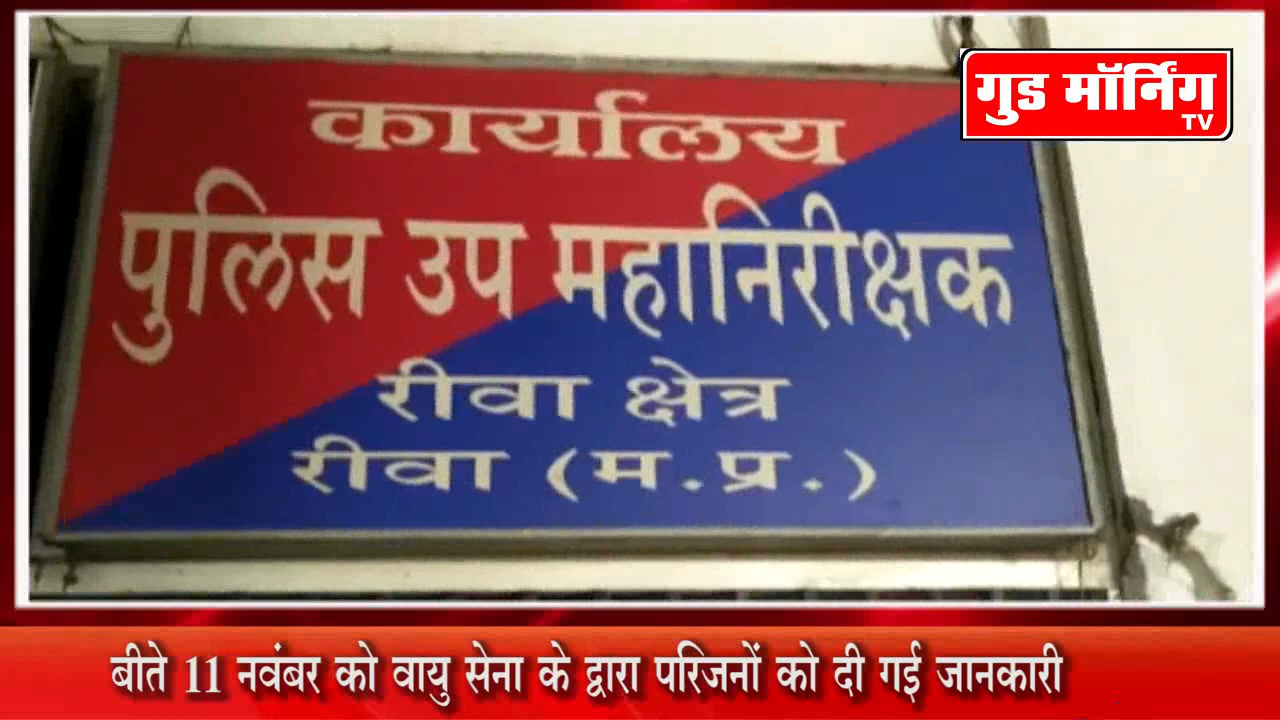 गुड मॉर्निंग
TV
कार्यालय
पुलिस उप महानिरीक्षक
रीवा क्षेत्र
रीवा (म.प्र.)
बीते 11 नवंबर को वायु सेना के द्वारा परिजनों को दी गई जानकारी